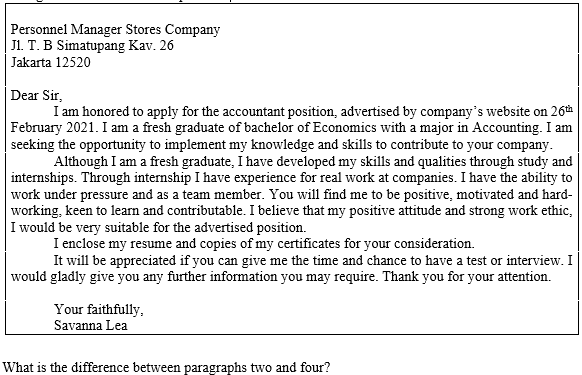 Personnel Manager Stores Company
Jl. T. B Simatupang Kav. 26
Jakarta 12520
Dear Sir,
I am honored to apply for the accountant position, advertised by company's website on 26th
February 2021. I am a fresh graduate of bachelor of Economics with a major in Accounting. I am
seeking the opportunity to implement my knowledge and skills to contribute to your company.
Although I am a fresh graduate, I have developed my skills and qualities through study and
internships. Through internship I have experience for real work at companies. I have the ability to
work under pressure and as a team member. You will find me to be positive, motivated and hard-
working, keen to learn and contributable. I believe that my positive attitude and strong work ethic,
I would be very suitable for the advertised position.
I enclose my resume and copies of my certificates for your consideration.
It will be appreciated if you can give me the time and chance to have a test or interview. I
would gladly give you any further information you may require. Thank you for your attention.
Your faithfully,
Savanna Lea
What is the difference between paragraphs two and four?